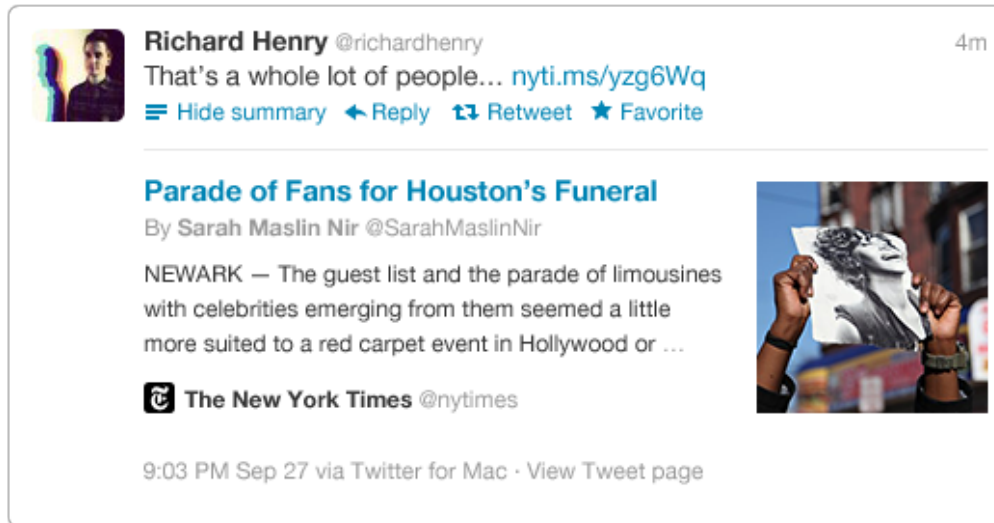 Richard Henry @richardhenry 4m
That's a whole lot of people… nyti.ms/yzg6Wq
Hide summary Reply Retweet Favorite
Parade of Fans for Houston's Funeral
By Sarah Maslin Nir @SarahMaslinNir
NEWARK — The guest list and the parade of limousines
with celebrities emerging from them seemed a little
more suited to a red carpet event in Hollywood or …
The New York Times @nytimes
9:03 PM Sep 27 via Twitter for Mac · View Tweet page